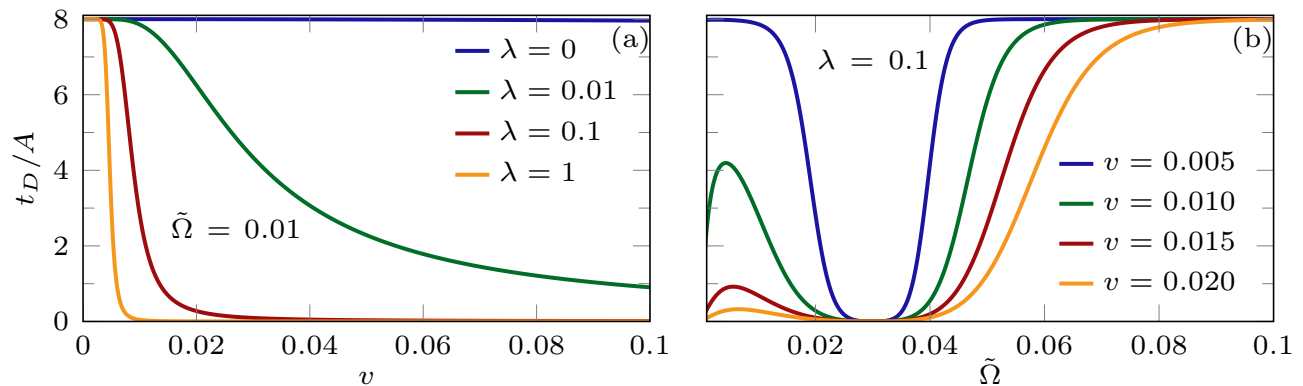 t_D/A
8
6
4
2
0
(a)
λ = 0
λ = 0.01
λ = 0.1
λ = 1
Ω̃ = 0.01
0 0.02 0.04 0.06 0.08 0.1
v
(b)
λ = 0.1
v = 0.005
v = 0.010
v = 0.015
v = 0.020
0.02 0.04 0.06 0.08 0.1
Ω̃